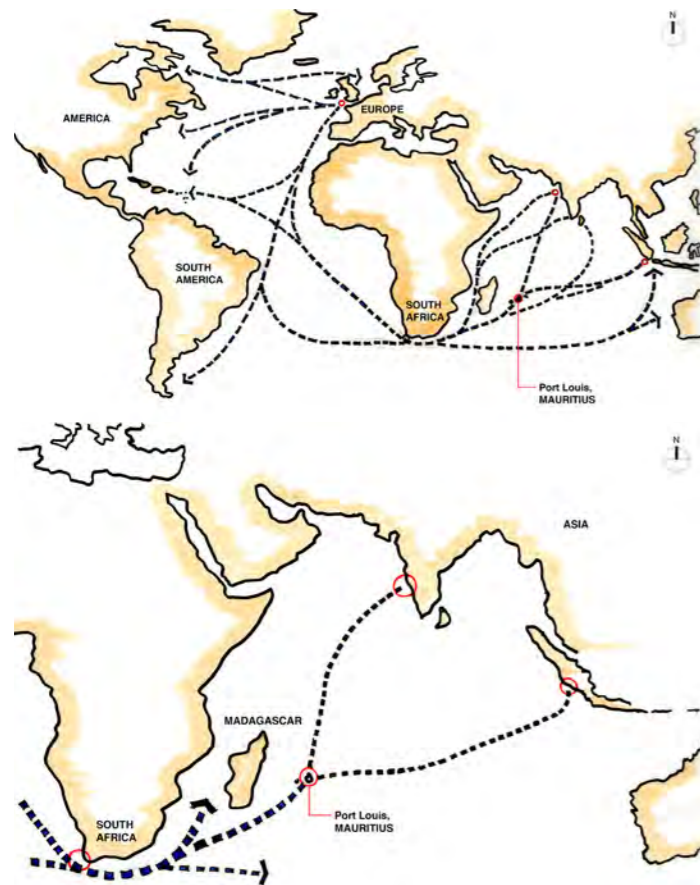 N
AMERICA
EUROPE
SOUTH
AMERICA
SOUTH
AFRICA
Port Louis,
MAURITIUS
N
ASIA
MADAGASCAR
SOUTH
AFRICA
Port Louis,
MAURITIUS